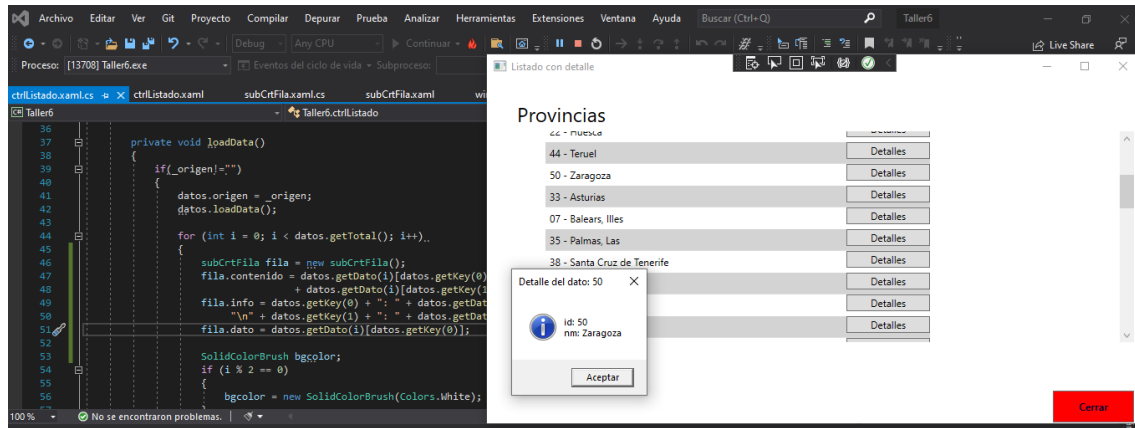 Archivo Editar Ver Git Proyecto Compilar Depurar Prueba Analizar Herramientas Extensiones Ventana Ayuda Buscar (Ctrl+Q) Taller6
Debug Any CPU Continuar Live Share
Proceso: [13708] Taller6.exe Eventos del ciclo de vida Subproceso:
ctrlListado.xaml.cs ctrlListado.xaml subCrtFila.xaml.cs subCrtFila.xaml wi
Taller6 Taller6.ctrlListado
36
37 private void loadData()
38 {
39 if(_origen!="")
40 {
41 datos.origen = _origen;
42 datos.loadData();
43
44 for (int i = 0; i < datos.getTotal(); i++)
45 {
46 subCrtFila fila = new subCrtFila();
47 fila.contenido = datos.getDato(i)[datos.getKey(0)
48 + datos.getDato(i)[datos.getKey(1
49 fila.info = datos.getKey(0) + ": " + datos.getDat
50 "\n" + datos.getKey(1) + ": " + datos.getDat
51 fila.dato = datos.getDato(i)[datos.getKey(0)];
52
53 SolidColorBrush bgcolor;
54 if (i % 2 == 0)
55 {
56 bgcolor = new SolidColorBrush(Colors.White);
100 % No se encontraron problemas.
Listado con detalle
Provincias
22 - Huesca Detalles
44 - Teruel Detalles
50 - Zaragoza Detalles
33 - Asturias Detalles
07 - Balears, Illes Detalles
35 - Palmas, Las Detalles
38 - Santa Cruz de Tenerife Detalles
Detalles
Detalles
Detalles
Detalle del dato: 50
id: 50
nm: Zaragoza
Aceptar
Cerrar